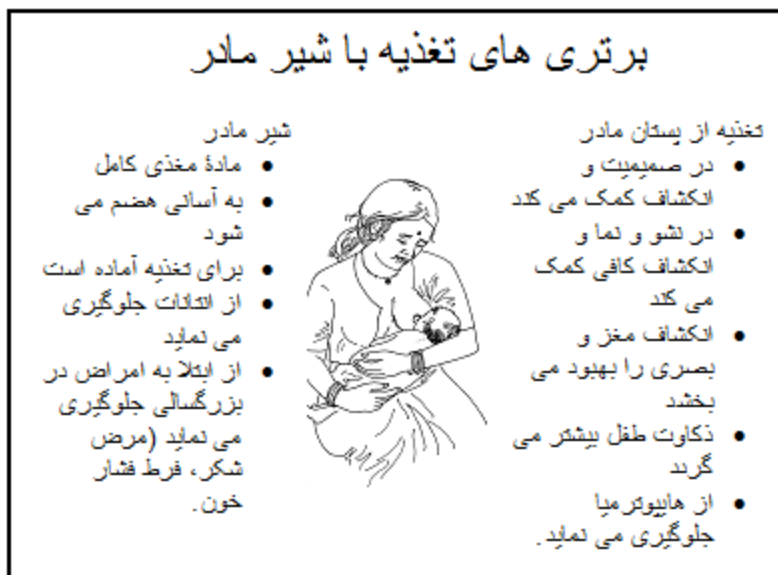 برتری های تغذیه با شیر مادر
تغذیه از پستان مادر
• در صمیمیت و
انکشاف کمک می کند
• در نشو و نما و
انکشاف کافی کمک
می کند
• انکشاف مغز و
بصری را بهبود می
بخشد
• ذکاوت طفل بیشتر می
گردد
• از هایپوترمیا
جلوگیری می نماید.
شیر مادر
• مادۀ مغذی کامل
• به آسانی هضم می
شود
• برای تغذیه آماده است
• از انتانات جلوگیری
می نماید
• از ابتلا به امراض در
بزرگسالی جلوگیری
می نماید (مرض
شکر، فرط فشار
خون.